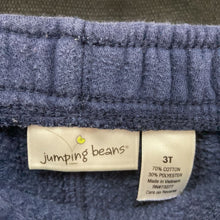 jumping beans®
3T
70% COTTON
30% POLYESTER
Made in Vietnam
Care on Reverse